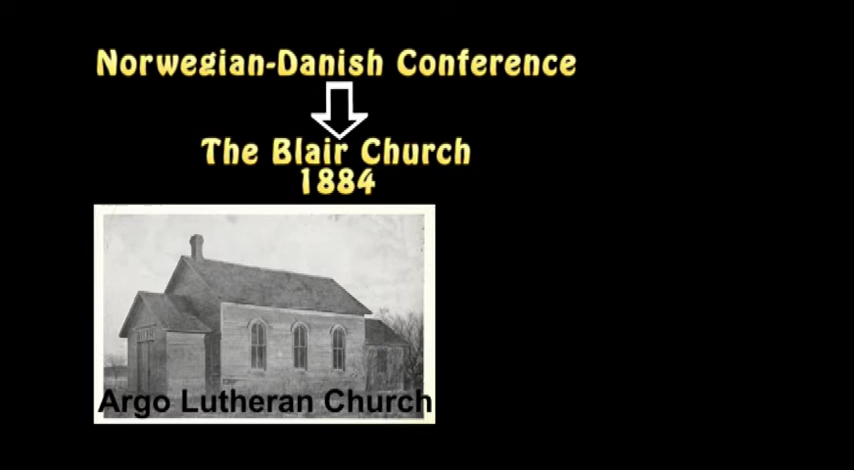 Norwegian-Danish Conference
The Blair Church
1884
Argo Lutheran Church